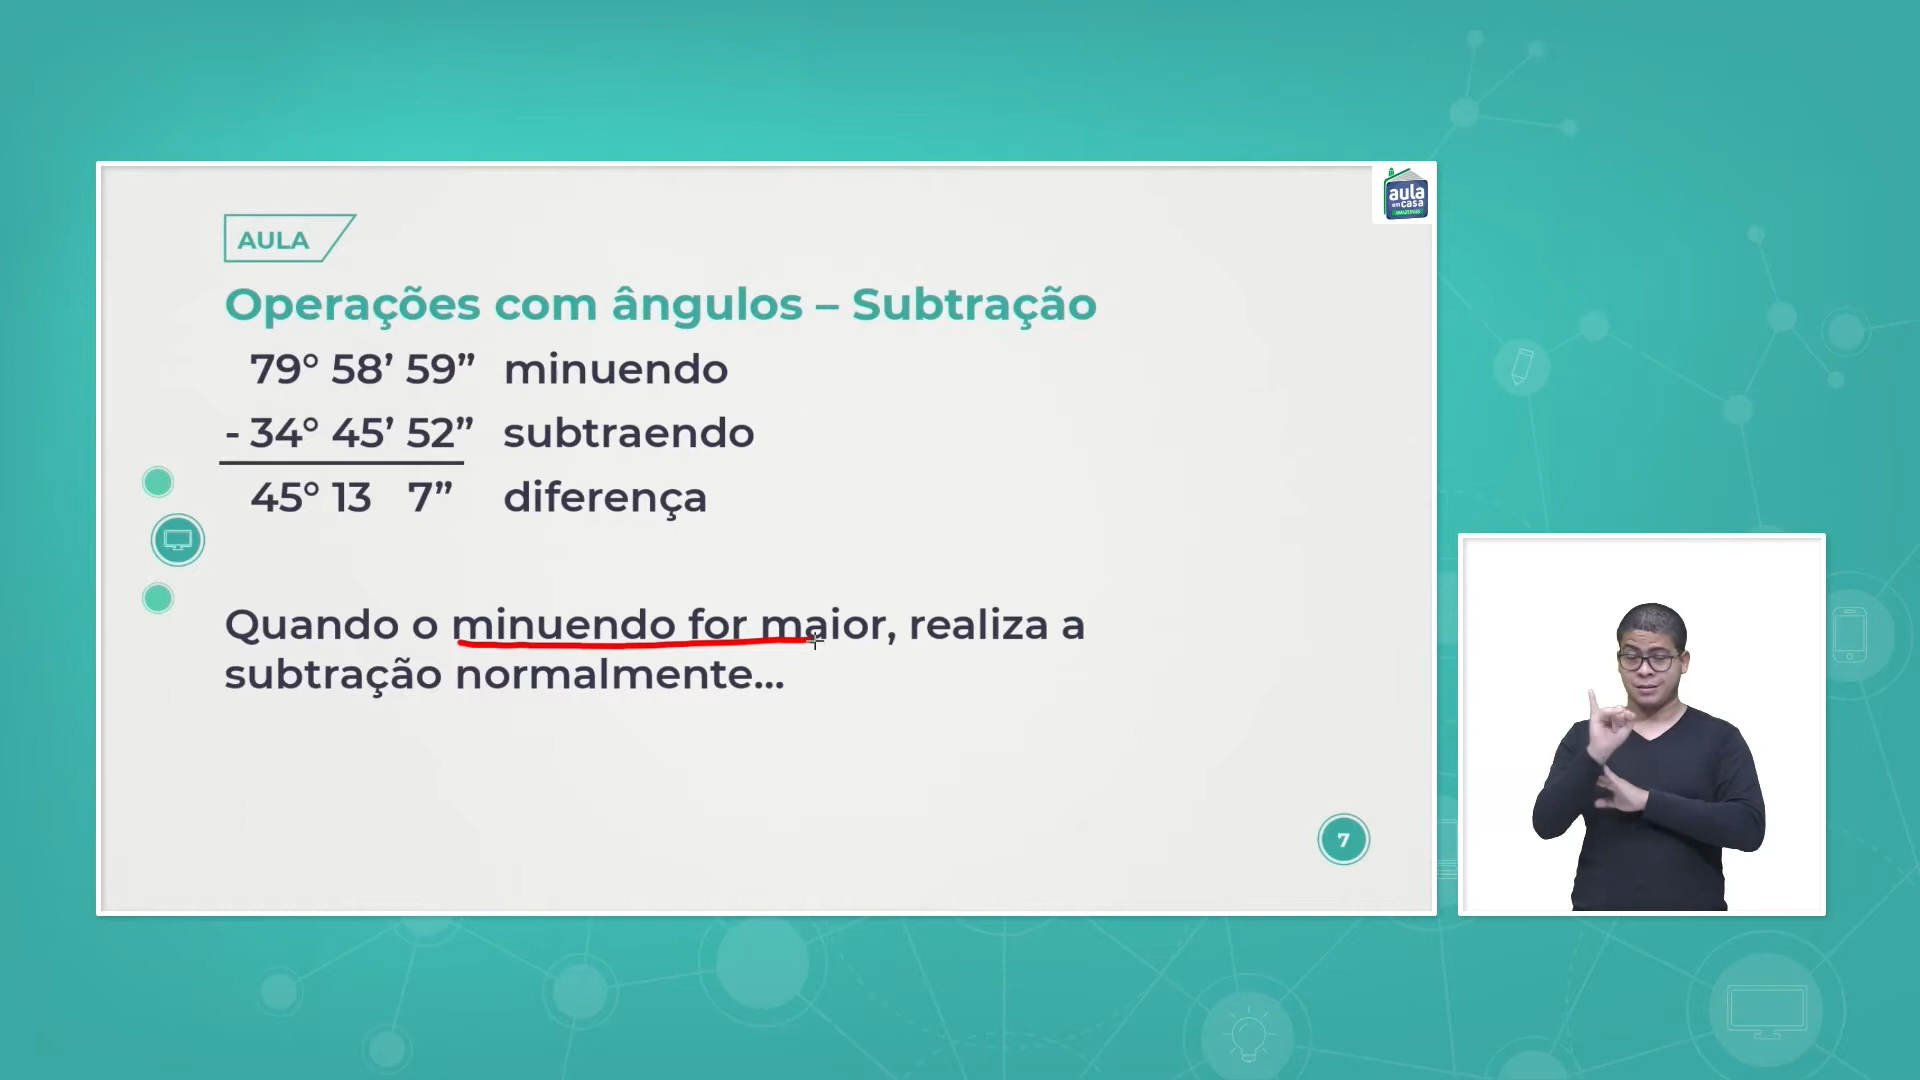 aula
em casa
AMAZONAS
AULA
Operações com ângulos – Subtração
79° 58’ 59” minuendo
- 34° 45’ 52” subtraendo
45° 13 7” diferença
Quando o minuendo for maior, realiza a
subtração normalmente...
7